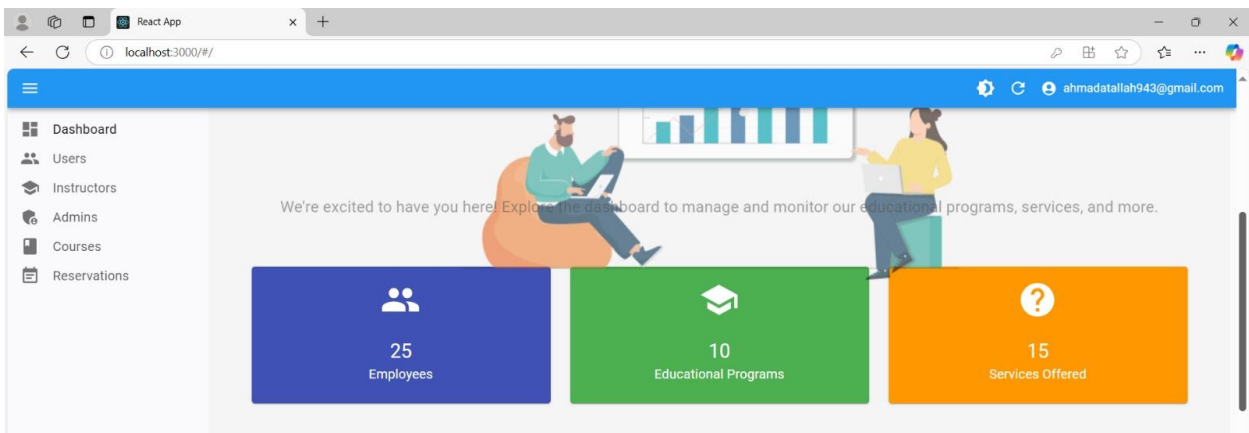 React App
localhost:3000/#/
ahmadatallah943@gmail.com
Dashboard
Users
Instructors
Admins
Courses
Reservations
We're excited to have you here! Explore the dashboard to manage and monitor our educational programs, services, and more.
25
Employees
10
Educational Programs
15
Services Offered